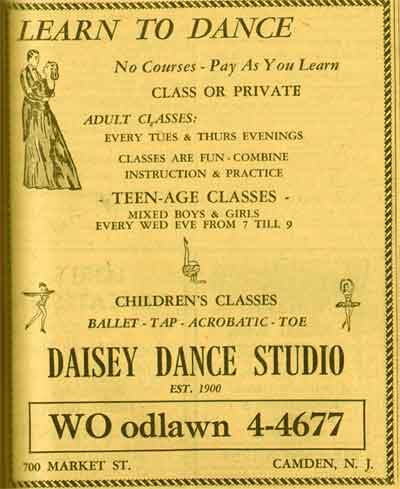 LEARN TO DANCE
No Courses - Pay As You Learn
CLASS OR PRIVATE
ADULT CLASSES:
EVERY TUES & THURS EVENINGS
CLASSES ARE FUN - COMBINE
INSTRUCTION & PRACTICE
- TEEN-AGE CLASSES -
MIXED BOYS & GIRLS
EVERY WED EVE FROM 7 TILL 9
CHILDREN'S CLASSES
BALLET - TAP - ACROBATIC - TOE
DAISEY DANCE STUDIO
EST. 1900
WO odlawn 4-4677
700 MARKET ST. CAMDEN, N. J.